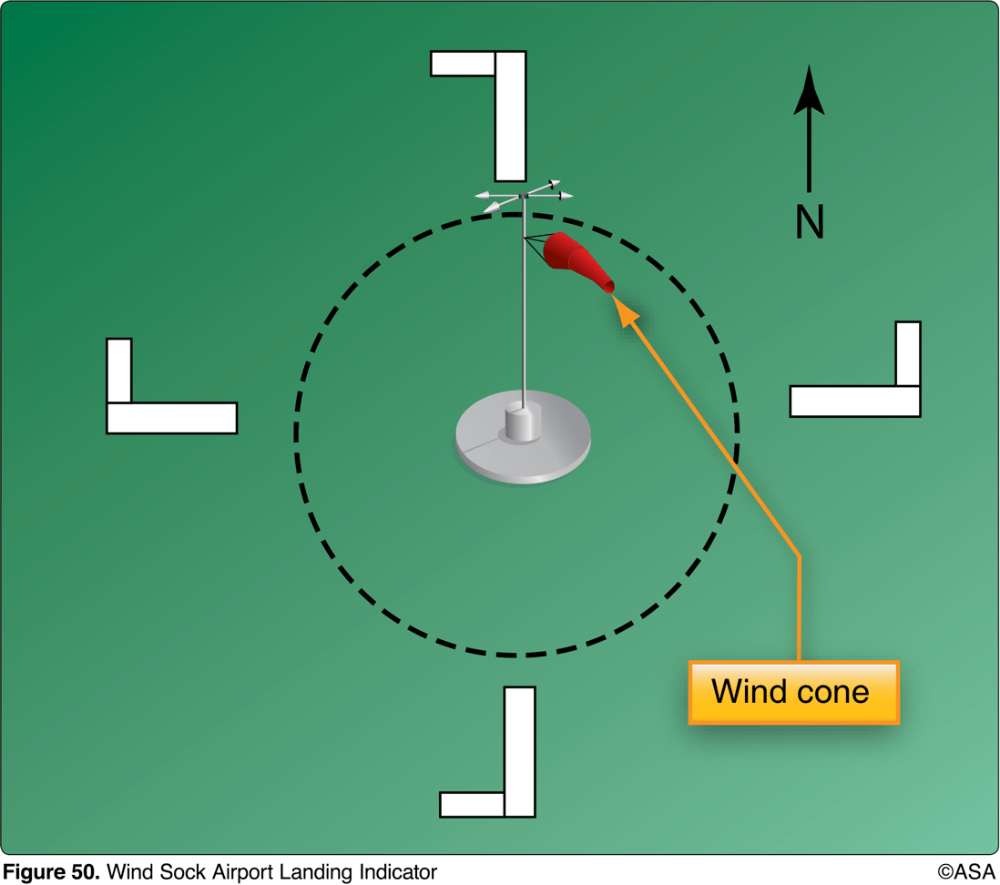 N
Wind cone
Figure 50. Wind Sock Airport Landing Indicator ©ASA